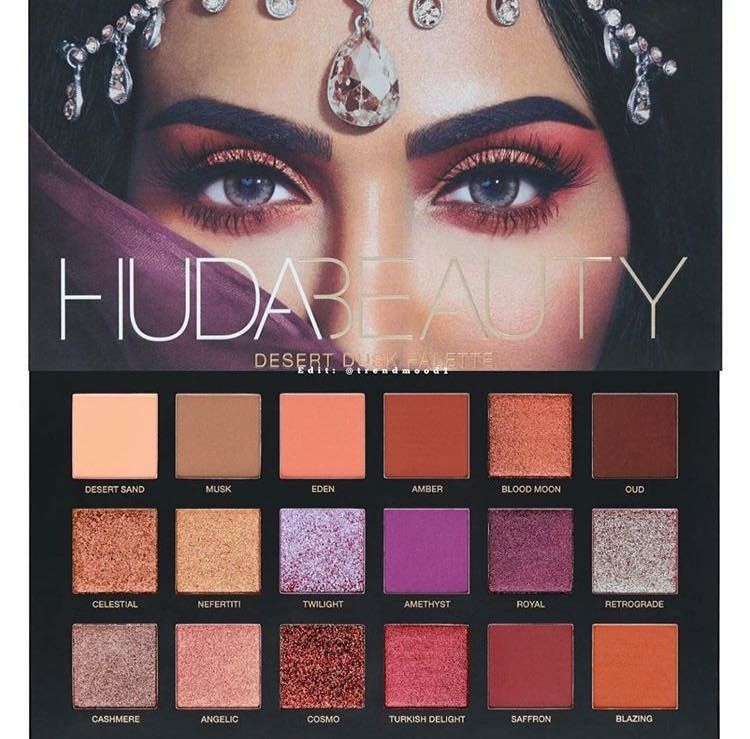 HUDABEAUTY
DESERT DUSK PALETTE
Edit: @trendmood1
DESERT SAND MUSK EDEN AMBER BLOOD MOON OUD
CELESTIAL NEFERTITI TWILIGHT AMETHYST ROYAL RETROGRADE
CASHMERE ANGELIC COSMO TURKISH DELIGHT SAFFRON BLAZING